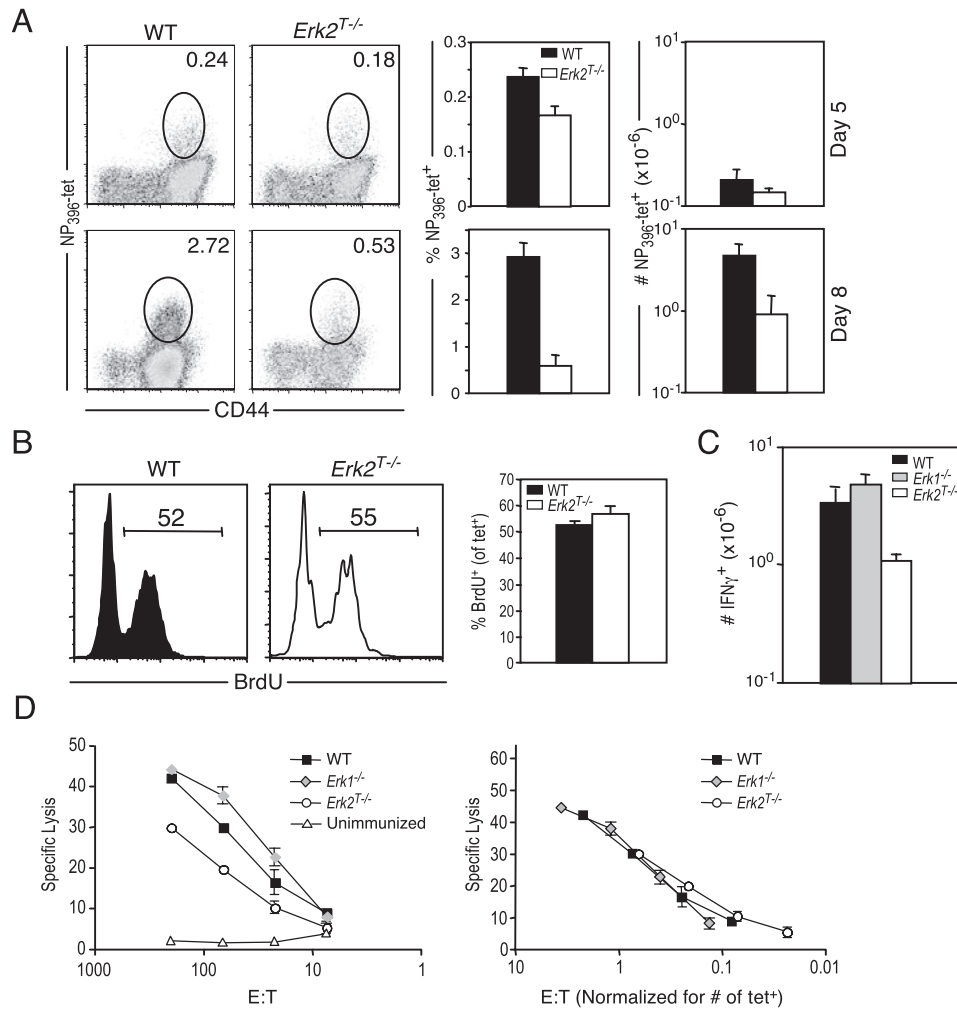 A
WT
Erk2T-/-
0.24
0.18
2.72
0.53
NP396-tet
CD44
% NP396-tet+
0.3
0.2
0.1
0
WT
Erk2T-/-
3
2
1
0
# NP396-tet+ (x10-6)
10¹
10⁰
10-1
10¹
10⁰
10-1
Day 5
Day 8
B
WT
Erk2T-/-
52
55
BrdU
% BrdU+ (of tet+)
70
60
50
40
30
20
10
0
WT
Erk2T-/-
C
# IFNγ+ (x10-6)
10¹
10⁰
10-1
WT
Erk1-/-
Erk2T-/-
D
Specific Lysis
50
40
30
20
10
0
1000
100
10
1
E:T
WT
Erk1-/-
Erk2T-/-
Unimmunized
Specific Lysis
60
50
40
30
20
10
0
10
1
0.1
0.01
E:T (Normalized for # of tet+)
WT
Erk1-/-
Erk2T-/-